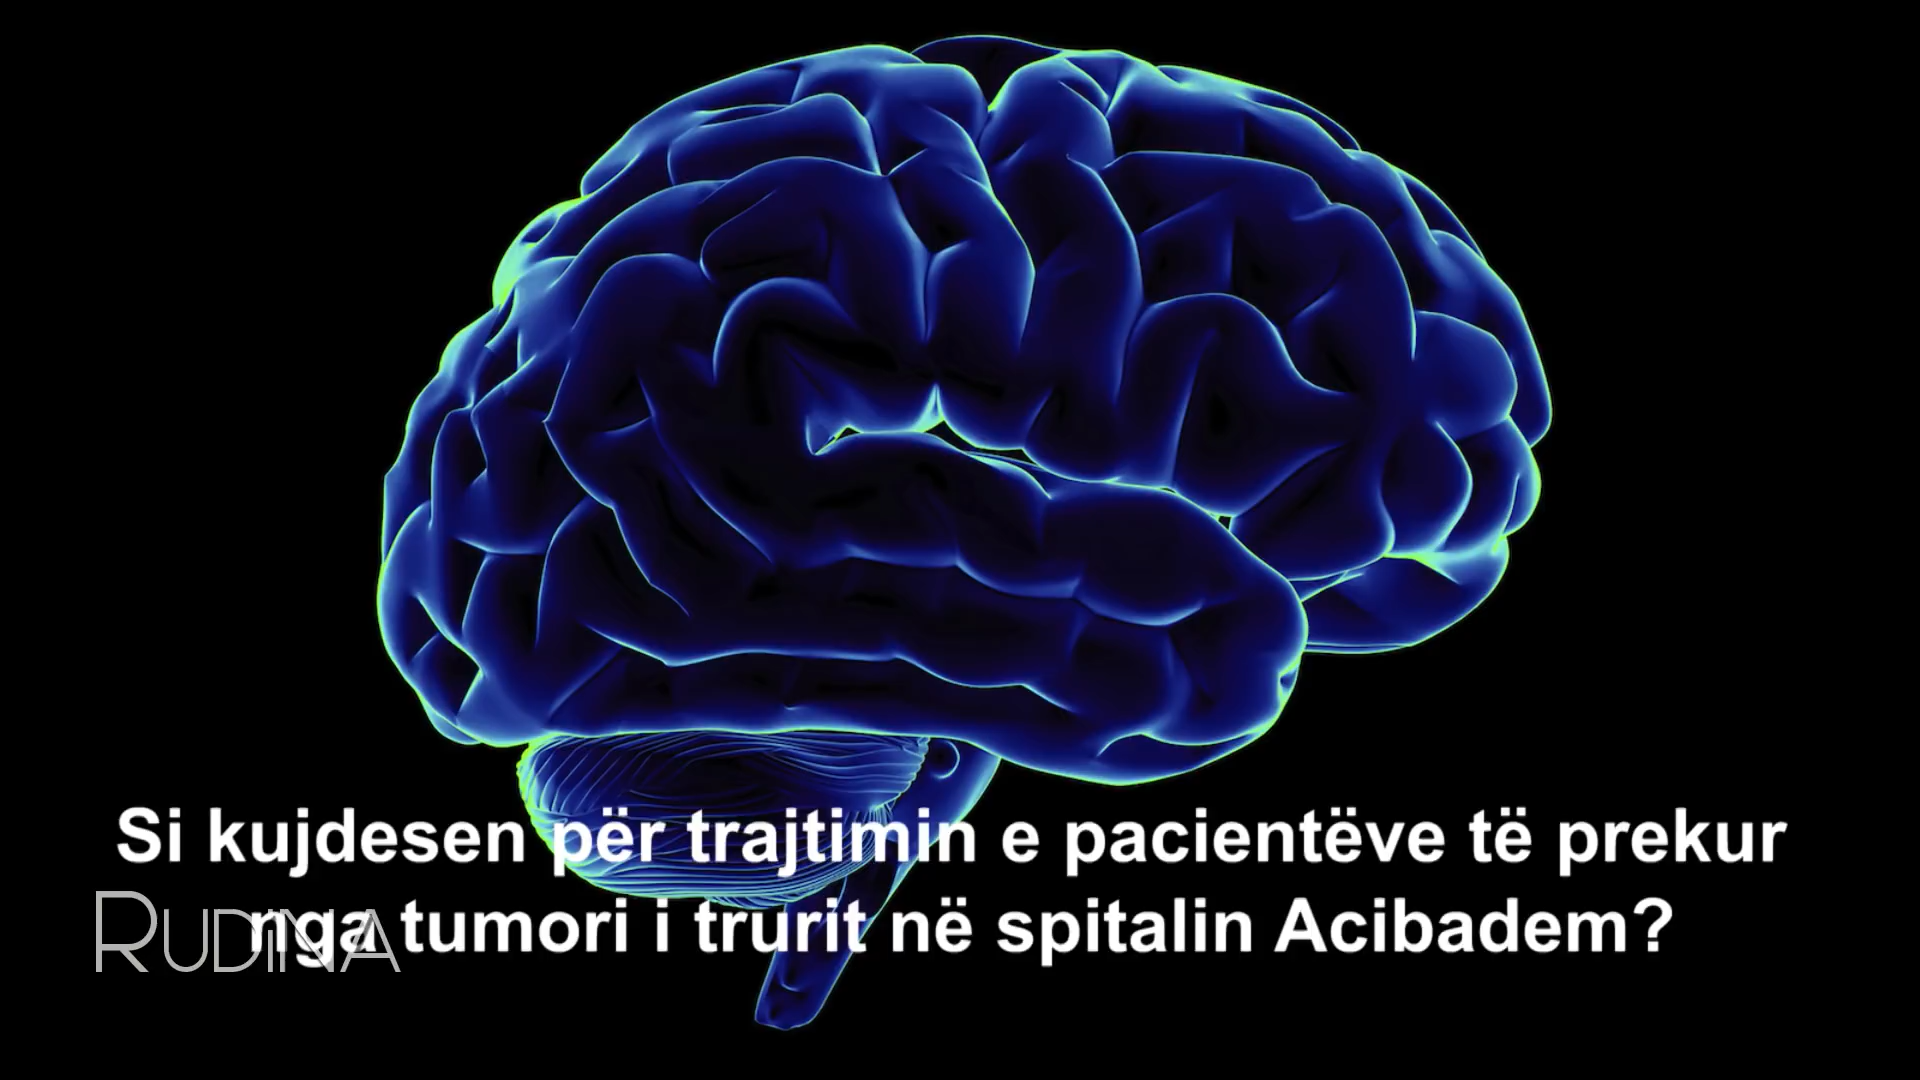 Si kujdesen për trajtimin e pacientëve të prekur
nga tumori i trurit në spitalin Acibadem?
RUDINA